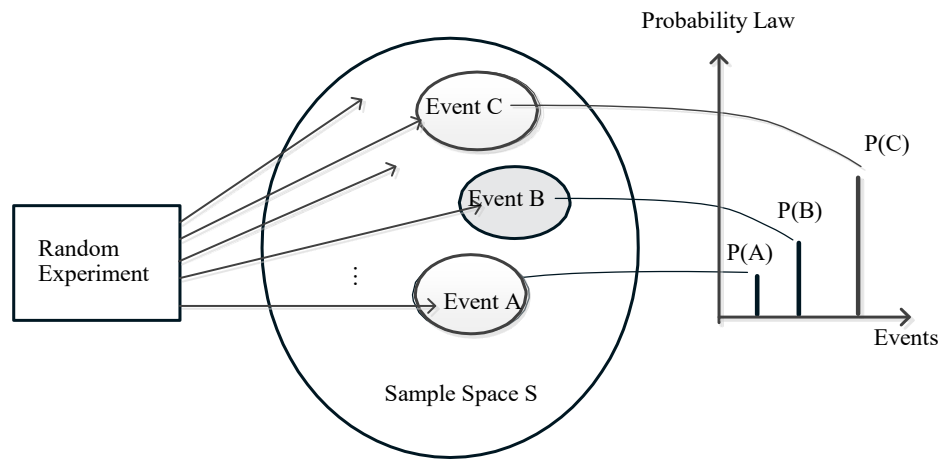 Probability Law
Event C
P(C)
Event B
P(B)
Random
Experiment
P(A)
⋮
Event A
Events
Sample Space S